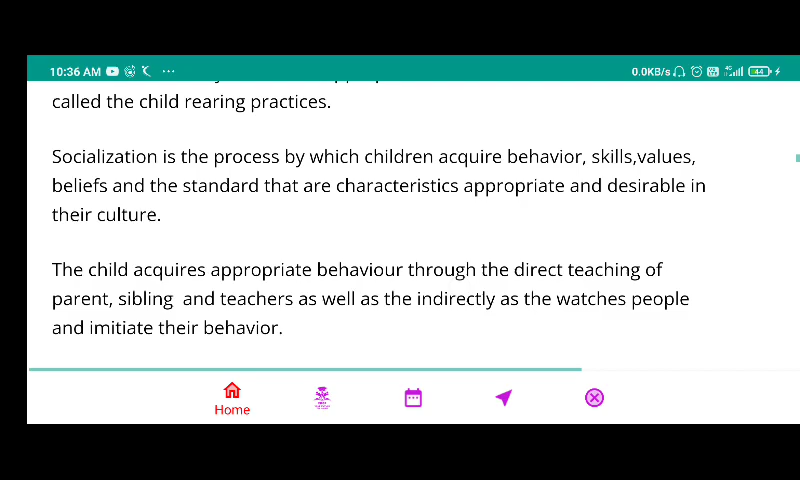 10:36 AM
0.0KB/s 4G 44
called the child rearing practices.
Socialization is the process by which children acquire behavior, skills,values,
beliefs and the standard that are characteristics appropriate and desirable in
their culture.
The child acquires appropriate behaviour through the direct teaching of
parent, sibling and teachers as well as the indirectly as the watches people
and imitiate their behavior.
Home